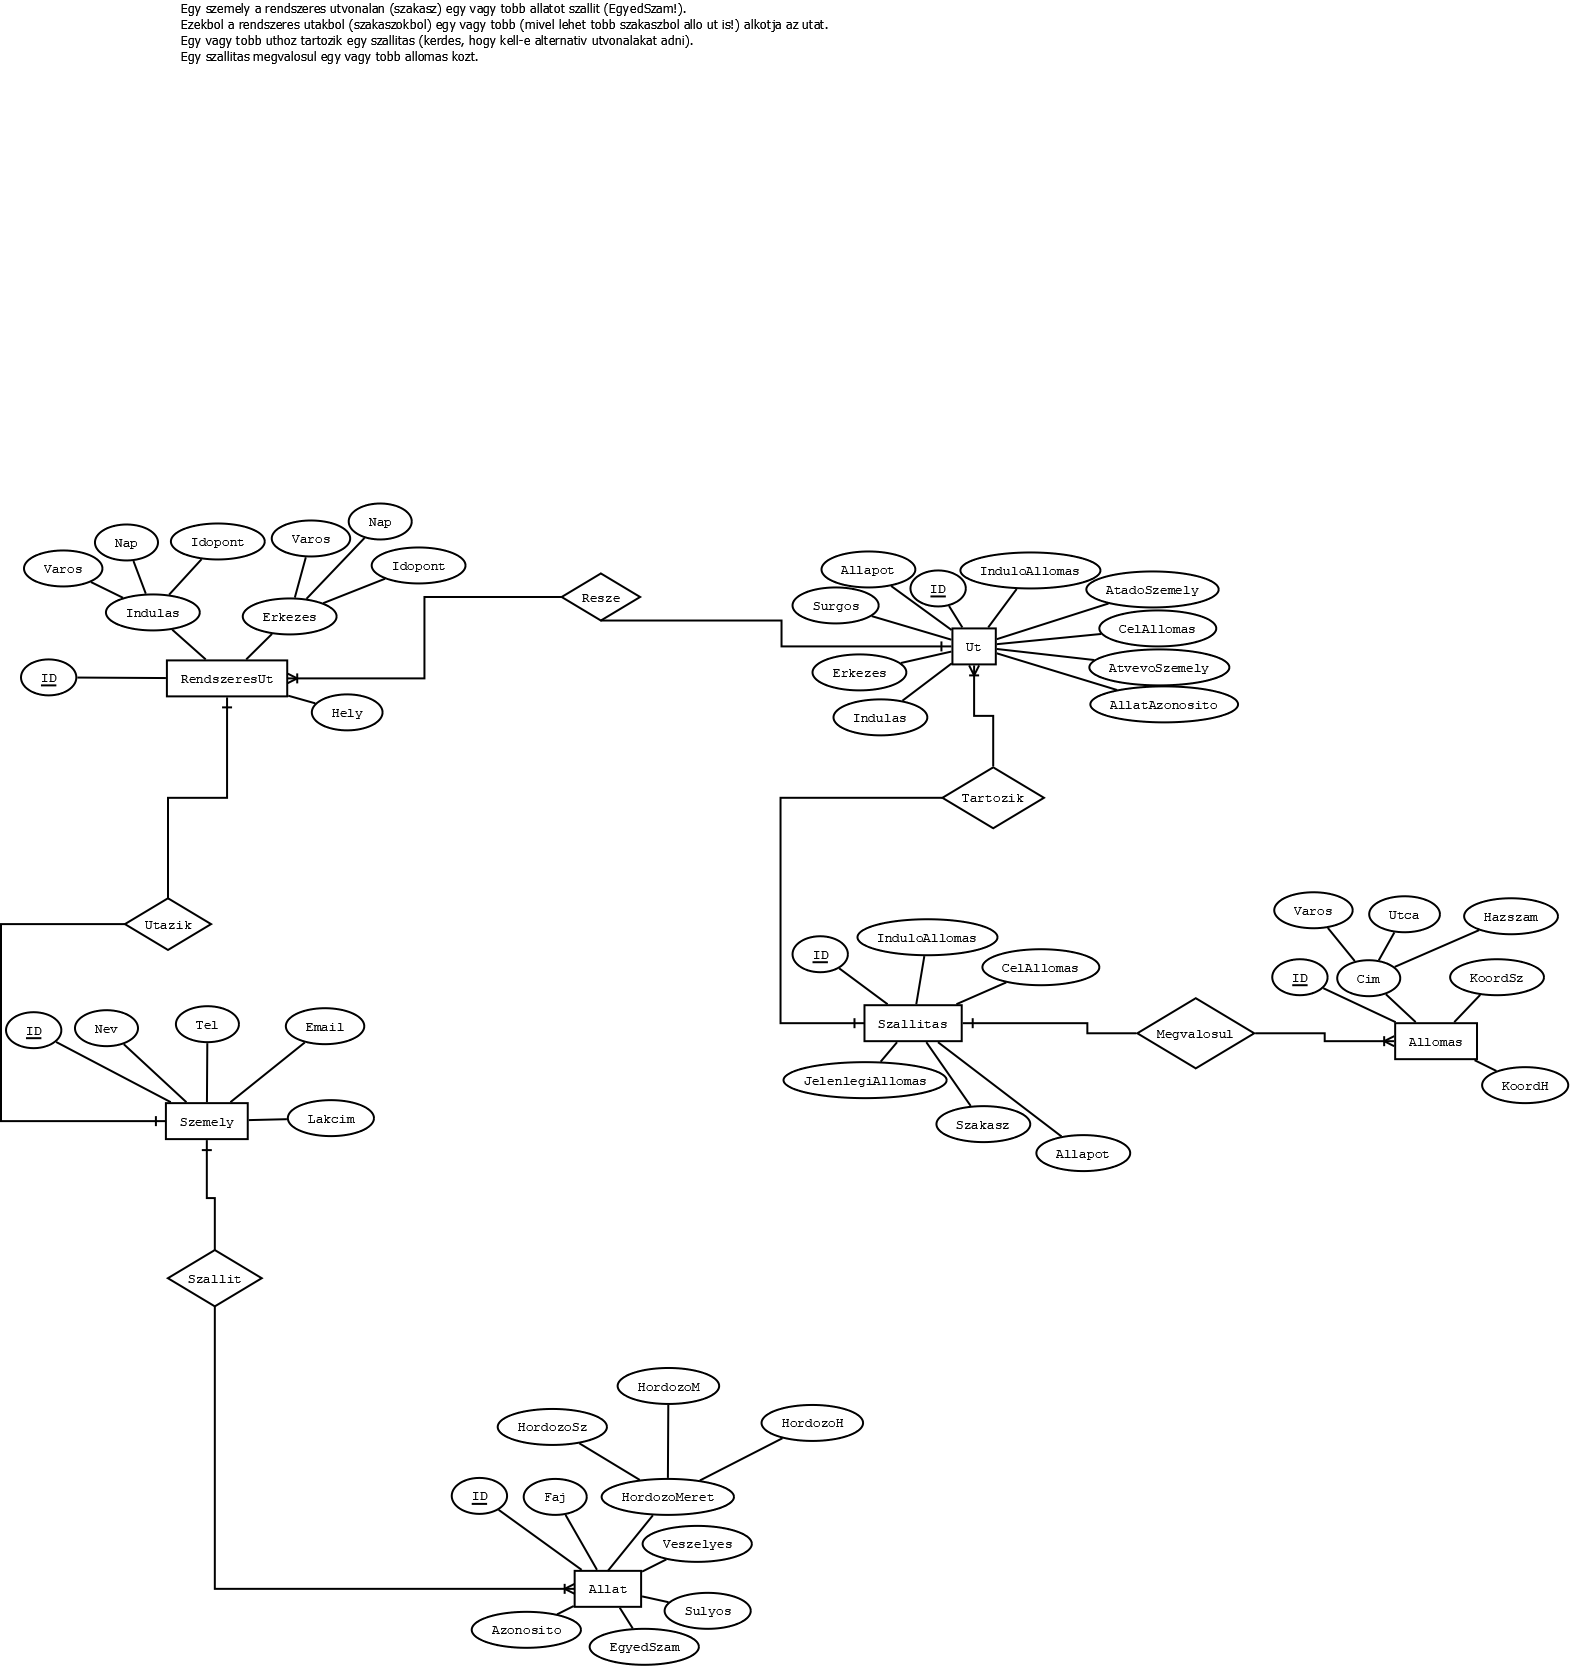 Egy szemely a rendszeres utvonalan (szakasz) egy vagy tobb allatot szallit (EgyedSzam!).
Ezekbol a rendszeres utakbol (szakaszokbol) egy vagy tobb (mivel lehet tobb szakaszbol allo ut is!) alkotja az utat.
Egy vagy tobb uthoz tartozik egy szallitas (kerdes, hogy kell-e alternativ utvonalakat adni).
Egy szallitas megvalosul egy vagy tobb allomas kozt.
Varos
Nap
Idopont
Varos
Nap
Idopont
Indulas
Erkezes
ID
RendszeresUt
Hely
Resze
Allapot
ID
InduloAllomas
Surgos
AtadoSzemely
CelAllomas
Ut
Erkezes
AtvevoSzemely
Indulas
AllatAzonosito
Tartozik
Utazik
ID
InduloAllomas
CelAllomas
Szallitas
JelenlegiAllomas
Szakasz
Allapot
Megvalosul
Varos
Utca
Hazszam
ID
Cim
KoordSz
Allomas
KoordH
ID
Nev
Tel
Email
Szemely
Lakcim
Szallit
HordozoSz
HordozoM
HordozoH
ID
Faj
HordozoMeret
Veszelyes
Allat
Sulyos
Azonosito
EgyedSzam